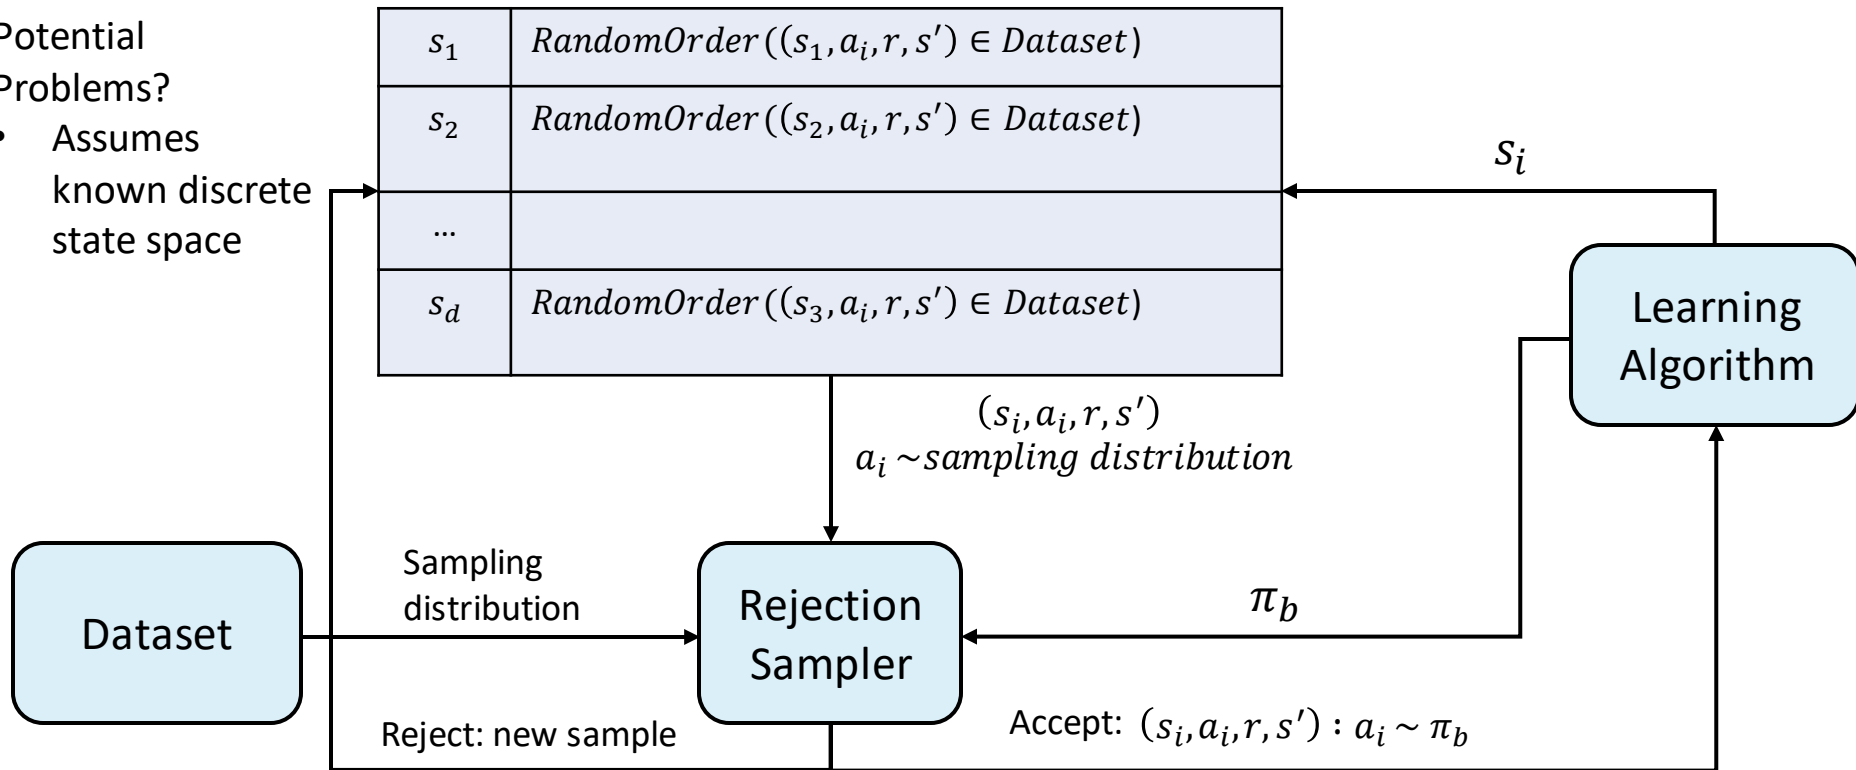 Potential
Problems?
• Assumes
known discrete
state space
s₁ RandomOrder((s₁, aᵢ, r, s′) ∈ Dataset)
s₂ RandomOrder((s₂, aᵢ, r, s′) ∈ Dataset)
...
s_d RandomOrder((s₃, aᵢ, r, s′) ∈ Dataset)
sᵢ
Learning
Algorithm
(sᵢ, aᵢ, r, s′)
aᵢ ~ sampling distribution
Dataset
Sampling
distribution
Rejection
Sampler
π_b
Reject: new sample
Accept: (sᵢ, aᵢ, r, s′) : aᵢ ~ π_b